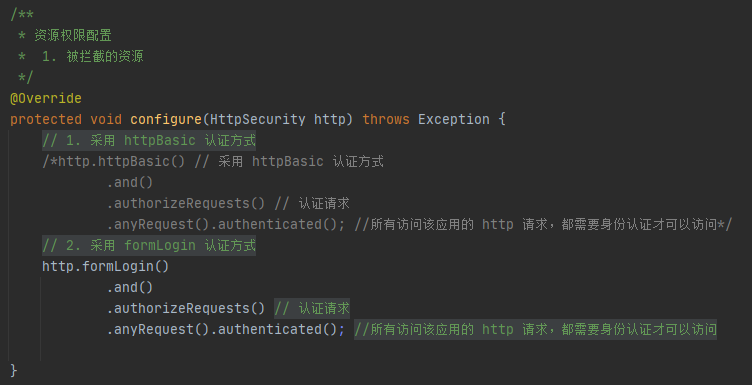 /**
 * 资源权限配置
 *  1. 被拦截的资源
 */
@Override
protected void configure(HttpSecurity http) throws Exception {
    // 1. 采用 httpBasic 认证方式
    /*http.httpBasic() // 采用 httpBasic 认证方式
            .and()
            .authorizeRequests() // 认证请求
            .anyRequest().authenticated(); //所有访问该应用的 http 请求，都需要身份认证才可以访问*/
    // 2. 采用 formLogin 认证方式
    http.formLogin()
            .and()
            .authorizeRequests() // 认证请求
            .anyRequest().authenticated(); //所有访问该应用的 http 请求，都需要身份认证才可以访问
}